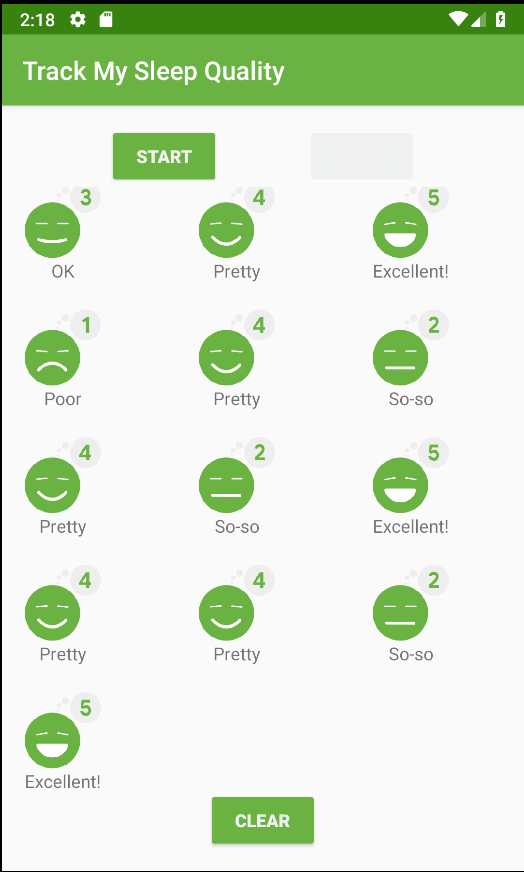 2:18
Track My Sleep Quality
START
3 4 5
OK Pretty Excellent!
1 4 2
Poor Pretty So-so
4 2 5
Pretty So-so Excellent!
4 4 2
Pretty Pretty So-so
5
Excellent!
CLEAR